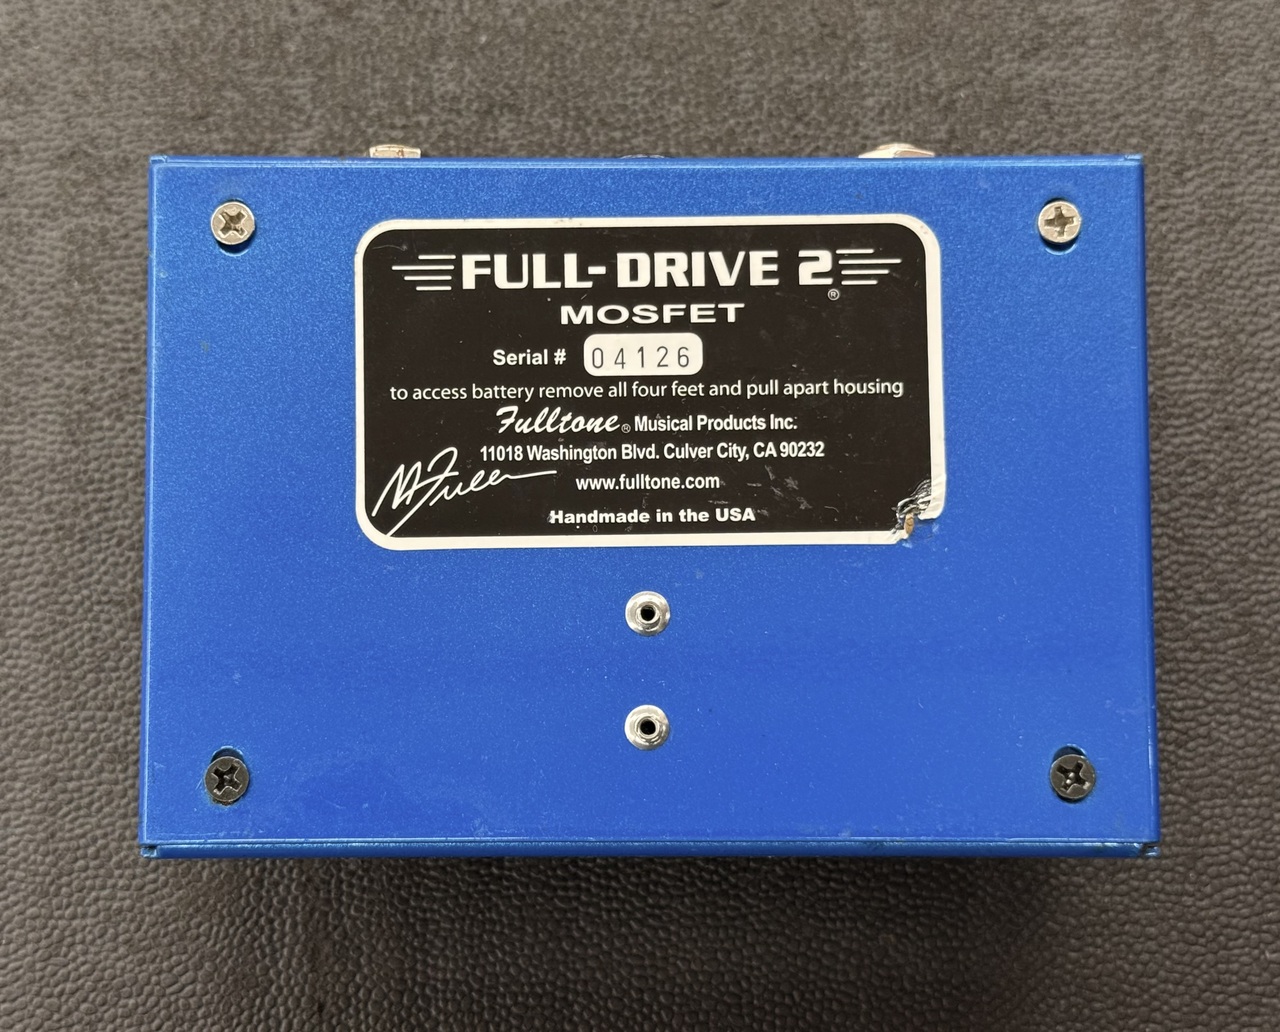 FULL-DRIVE 2®
MOSFET
Serial # 04126
to access battery remove all four feet and pull apart housing
Fulltone® Musical Products Inc.
11018 Washington Blvd. Culver City, CA 90232
M Fuller
www.fulltone.com
Handmade in the USA